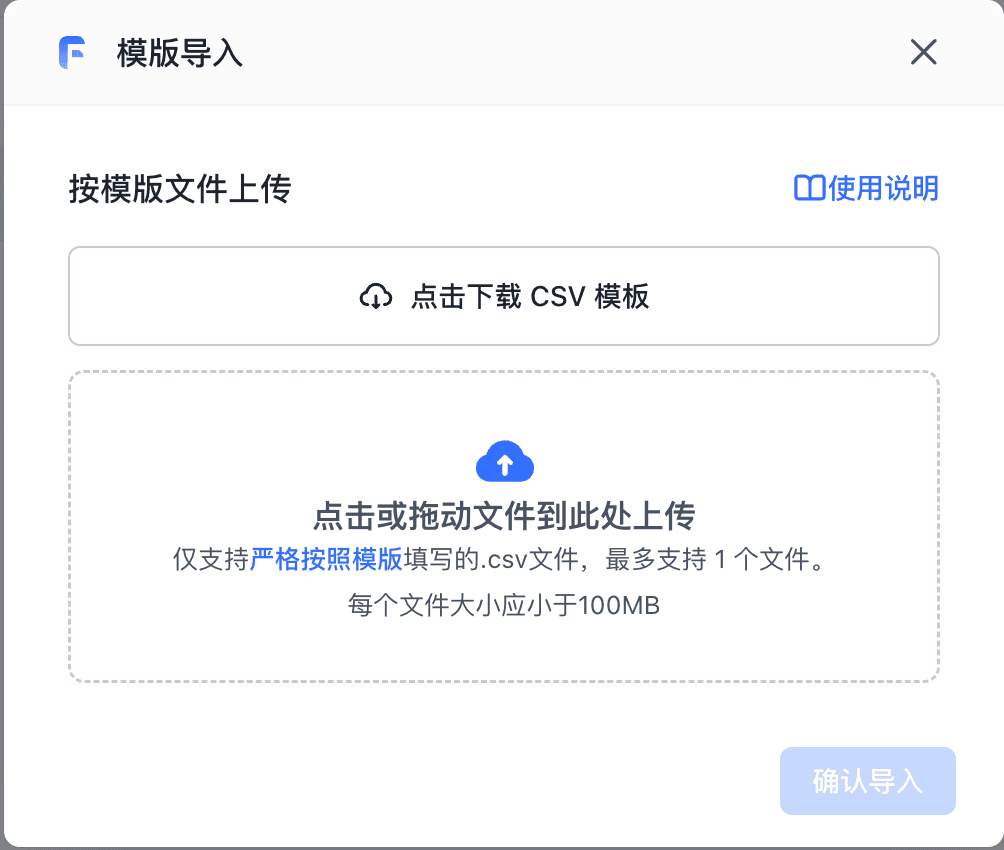 模版导入
按模版文件上传
使用说明
点击下载 CSV 模板
点击或拖动文件到此处上传
仅支持严格按照模版填写的.csv文件，最多支持 1 个文件。
每个文件大小应小于100MB
确认导入